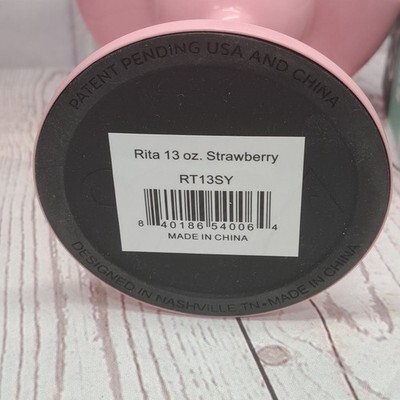 PATENT PENDING USA AND CHINA
Rita 13 oz. Strawberry
RT13SY
8 40186 54006 4
MADE IN CHINA
DESIGNED IN NASHVILLE TN•MADE IN CHINA